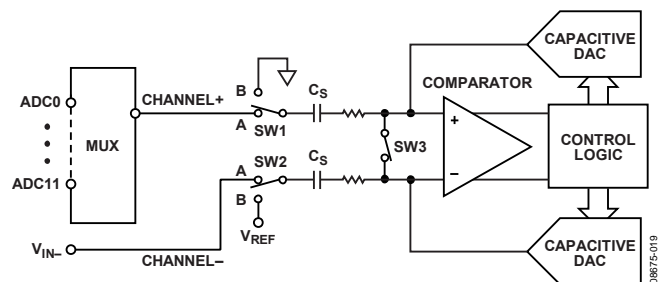 CAPACITIVE
DAC
COMPARATOR
B
CS
CHANNEL+
ADC0
A
SW1
+
MUX
SW3
CONTROL
LOGIC
SW2
CS
A
−
ADC11
B
VREF
VIN−
CHANNEL−
CAPACITIVE
DAC
08675-019